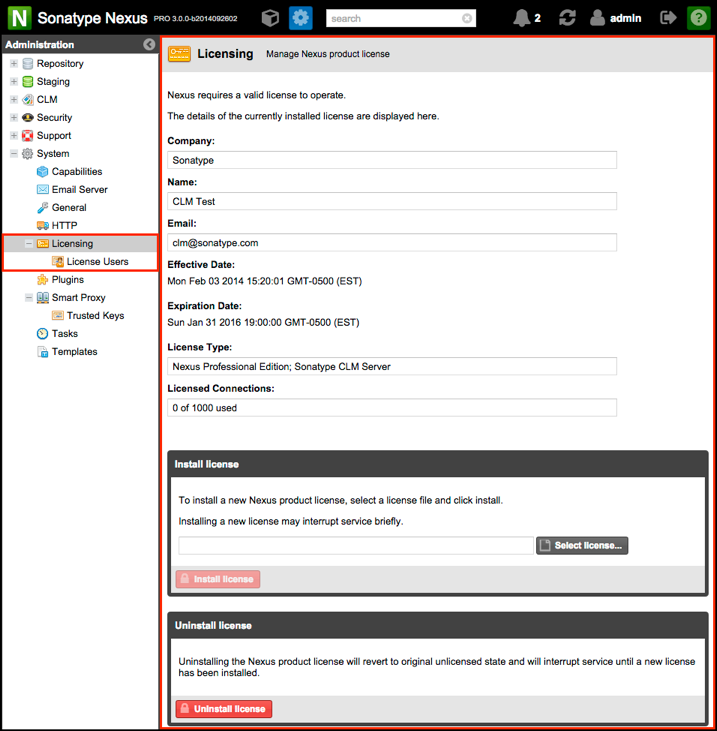 N Sonatype Nexus PRO 3.0.0-b2014092602 search 2 admin ?
Administration
Repository
Staging
CLM
Security
Support
System
Capabilities
Email Server
General
HTTP
Licensing
License Users
Plugins
Smart Proxy
Trusted Keys
Tasks
Templates
Licensing Manage Nexus product license
Nexus requires a valid license to operate.
The details of the currently installed license are displayed here.
Company:
Sonatype
Name:
CLM Test
Email:
clm@sonatype.com
Effective Date:
Mon Feb 03 2014 15:20:01 GMT-0500 (EST)
Expiration Date:
Sun Jan 31 2016 19:00:00 GMT-0500 (EST)
License Type:
Nexus Professional Edition; Sonatype CLM Server
Licensed Connections:
0 of 1000 used
Install license
To install a new Nexus product license, select a license file and click install.
Installing a new license may interrupt service briefly.
Select license...
Install license
Uninstall license
Uninstalling the Nexus product license will revert to original unlicensed state and will interrupt service until a new license
has been installed.
Uninstall license